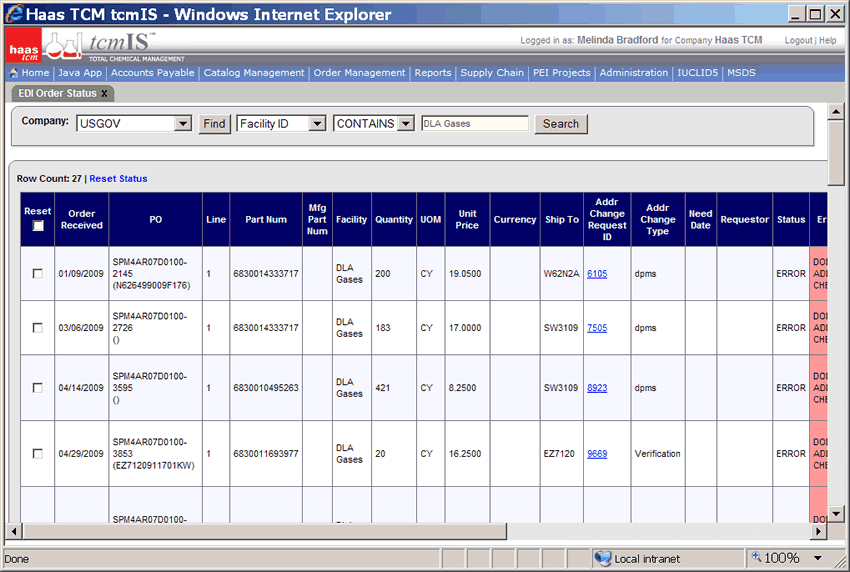 Haas TCM tcmIS - Windows Internet Explorer
haas tcm
tcmIS™
TOTAL CHEMICAL MANAGEMENT
Logged in as: Melinda Bradford for Company Haas TCM Logout | Help
Home | Java App | Accounts Payable | Catalog Management | Order Management | Reports | Supply Chain | PEI Projects | Administration | IUCLID5 | MSDS
EDI Order Status X
Company: USGOV Find Facility ID CONTAINS DLA Gases Search
Row Count: 27 | Reset Status
Reset Order Received PO Line Part Num Mfg Part Num Facility Quantity UOM Unit Price Currency Ship To Addr Change Request ID Addr Change Type Need Date Requestor Status Er
01/09/2009 SPM4AR07D0100-2145 (N626499009F176) 1 6830014333717 DLA Gases 200 CY 19.0500 W62N2A 6105 dpms ERROR DOI ADI CHE
03/06/2009 SPM4AR07D0100-2726 () 1 6830014333717 DLA Gases 183 CY 17.0000 SW3109 7505 dpms ERROR DOI ADI CHE
04/14/2009 SPM4AR07D0100-3595 () 1 6830010495263 DLA Gases 421 CY 8.2500 SW3109 8923 dpms ERROR DOI ADI CHE
04/29/2009 SPM4AR07D0100-3853 (EZ7120911701KW) 1 6830011693977 DLA Gases 20 CY 16.2500 EZ7120 9669 Verification ERROR DOI ADI CHE
SPM4AR07D0100-
Done Local intranet 100%